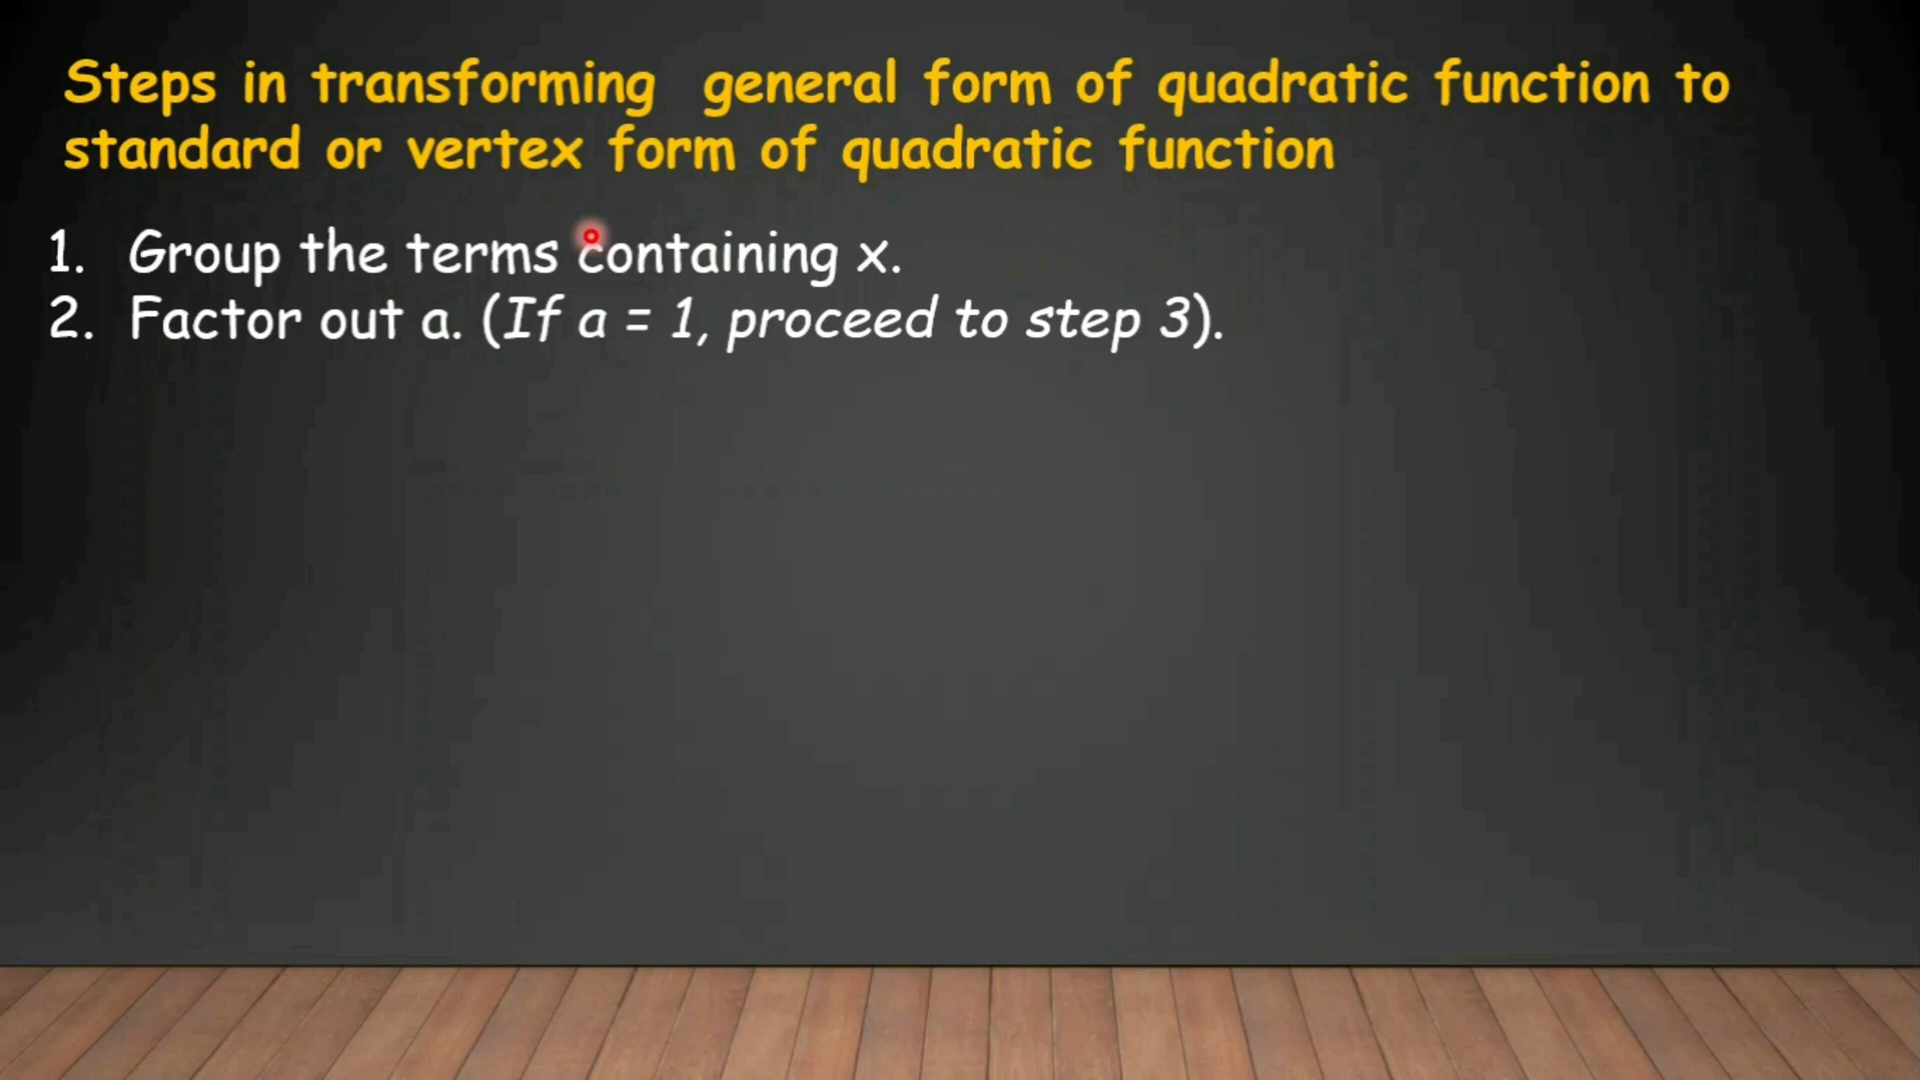 Steps in transforming general form of quadratic function to
standard or vertex form of quadratic function
1. Group the terms containing x.
2. Factor out a. (If a = 1, proceed to step 3).